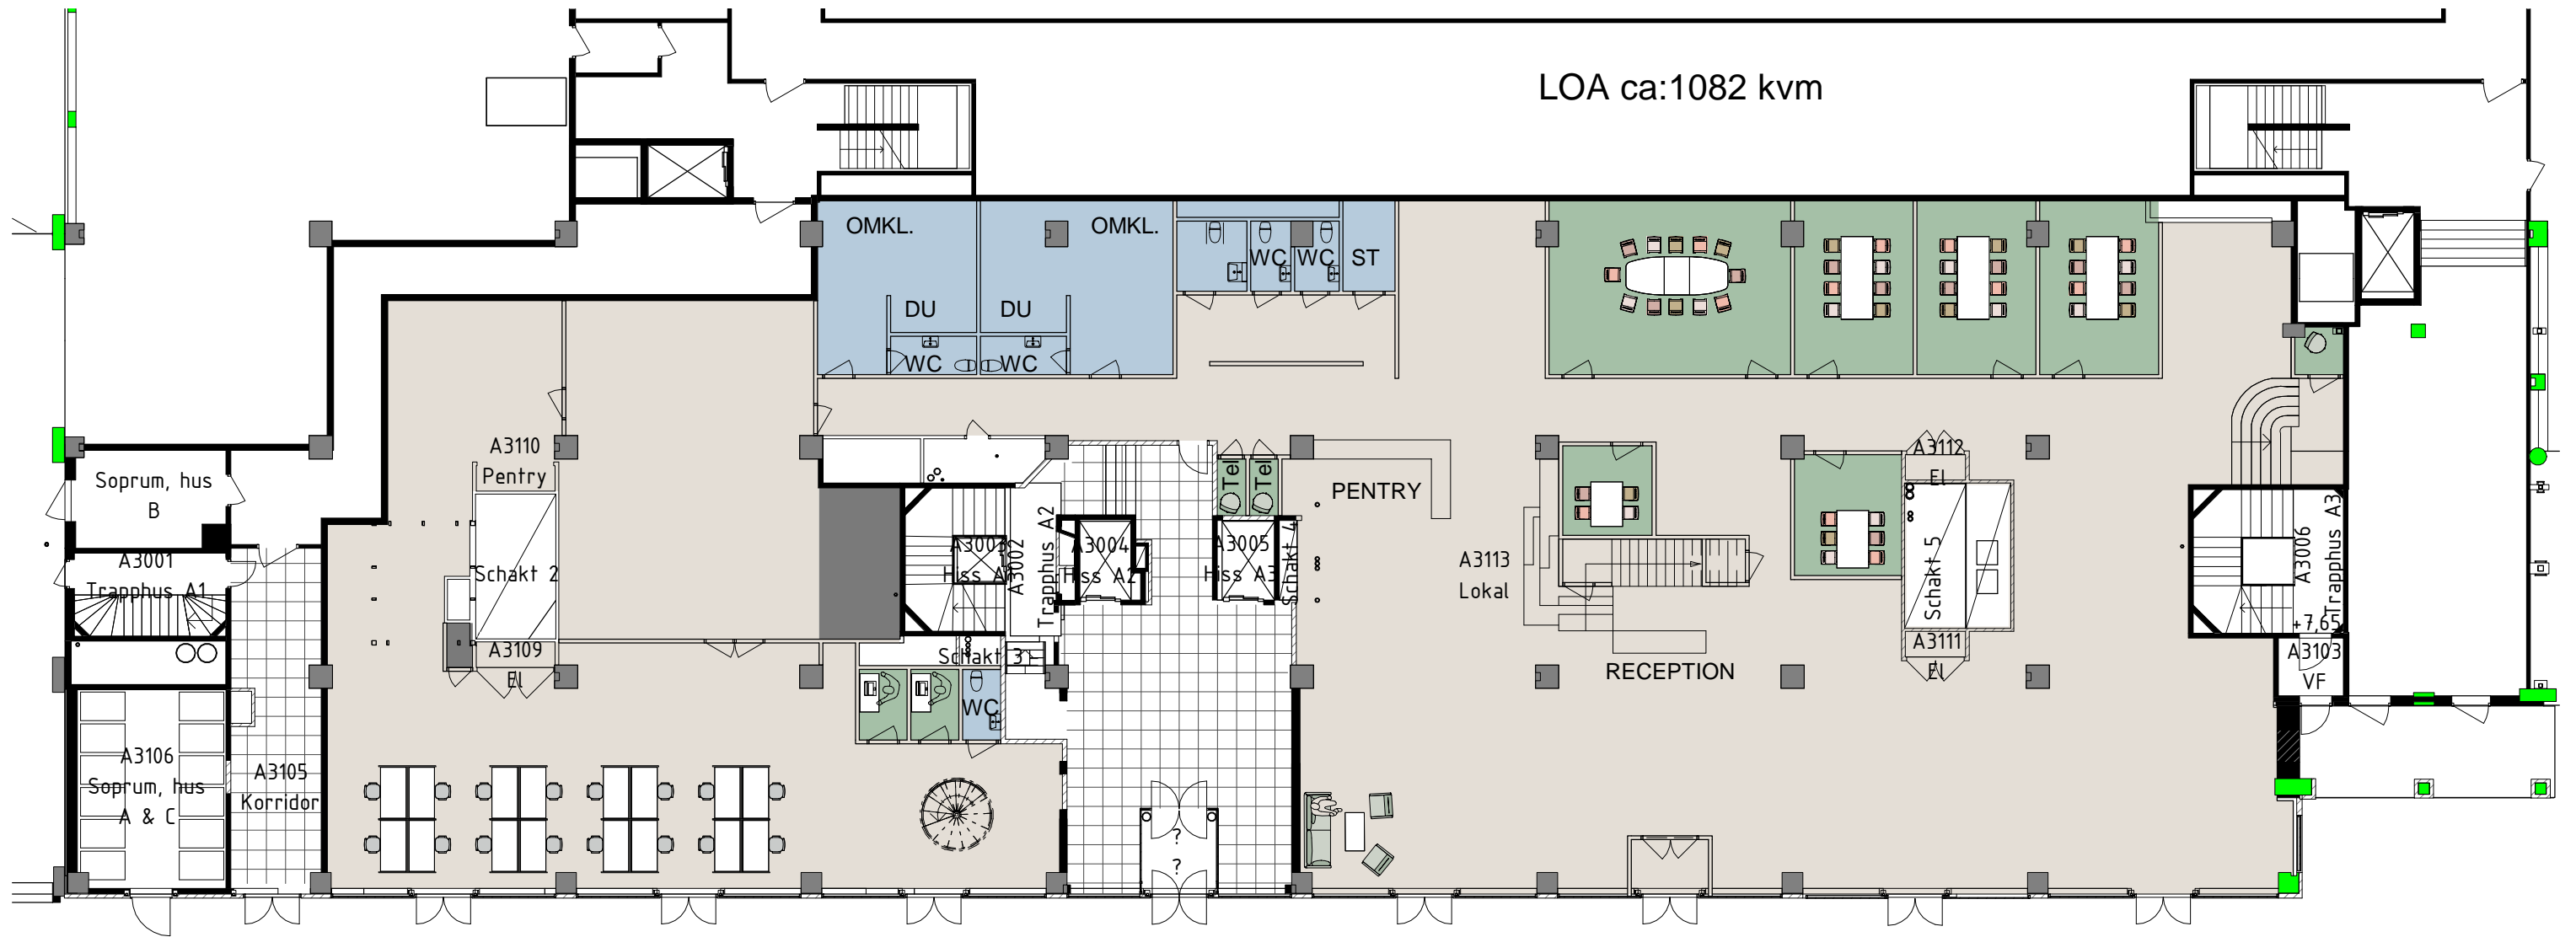 LOA ca:1082 kvm
OMKL.
OMKL.
WC
WC
ST
DU
DU
WC
WC
A3110
Pentry
A3112
El
Tel
Tel
PENTRY
Soprum, hus
B
A3001
Trapphus A1
Schakt 2
A3003
Hiss A1
A3002
Trapphus A2
A3004
Hiss A2
A3005
Hiss A3
Schakt 4
A3113
Lokal
Schakt 5
A3006
Trapphus A3
+7,65
A3109
El
Schakt 3
RECEPTION
A3111
El
A3103
VF
WC
A3106
Soprum, hus
A & C
A3105
Korridor
?
?